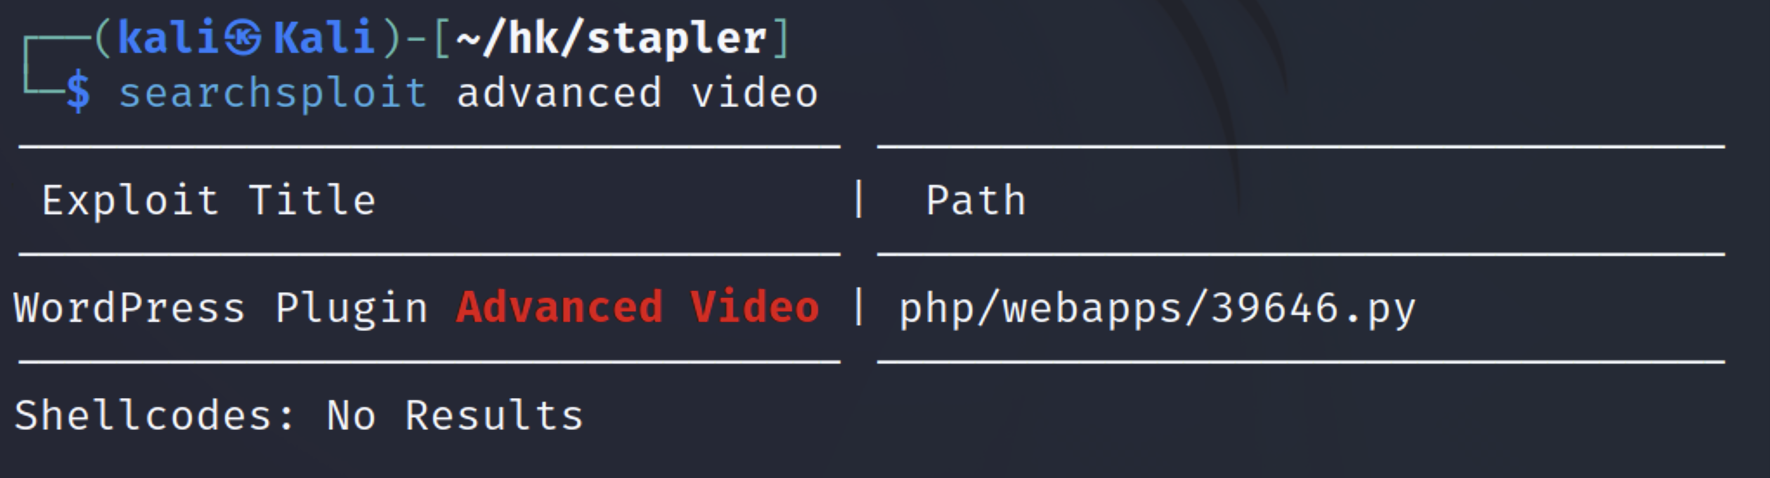 ┌──(kali㉿Kali)-[~/hk/stapler]
└─$ searchsploit advanced video
Exploit Title | Path
WordPress Plugin Advanced Video | php/webapps/39646.py
Shellcodes: No Results